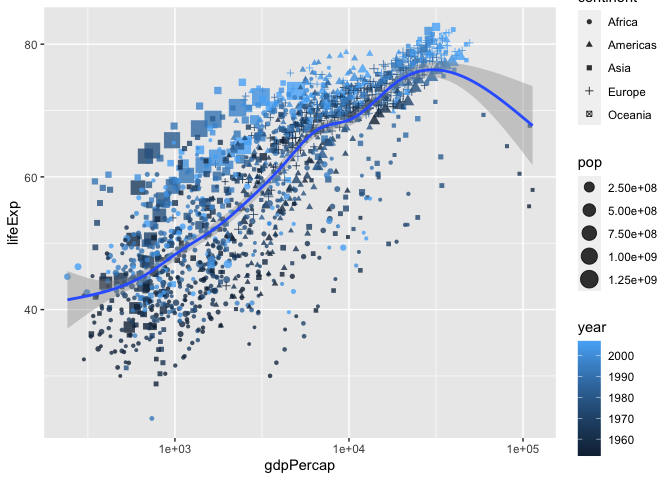 continent
Africa
Americas
Asia
Europe
Oceania
pop
2.50e+08
5.00e+08
7.50e+08
1.00e+09
1.25e+09
year
2000
1990
1980
1970
1960
lifeExp
80
60
40
1e+03
1e+04
1e+05
gdpPercap